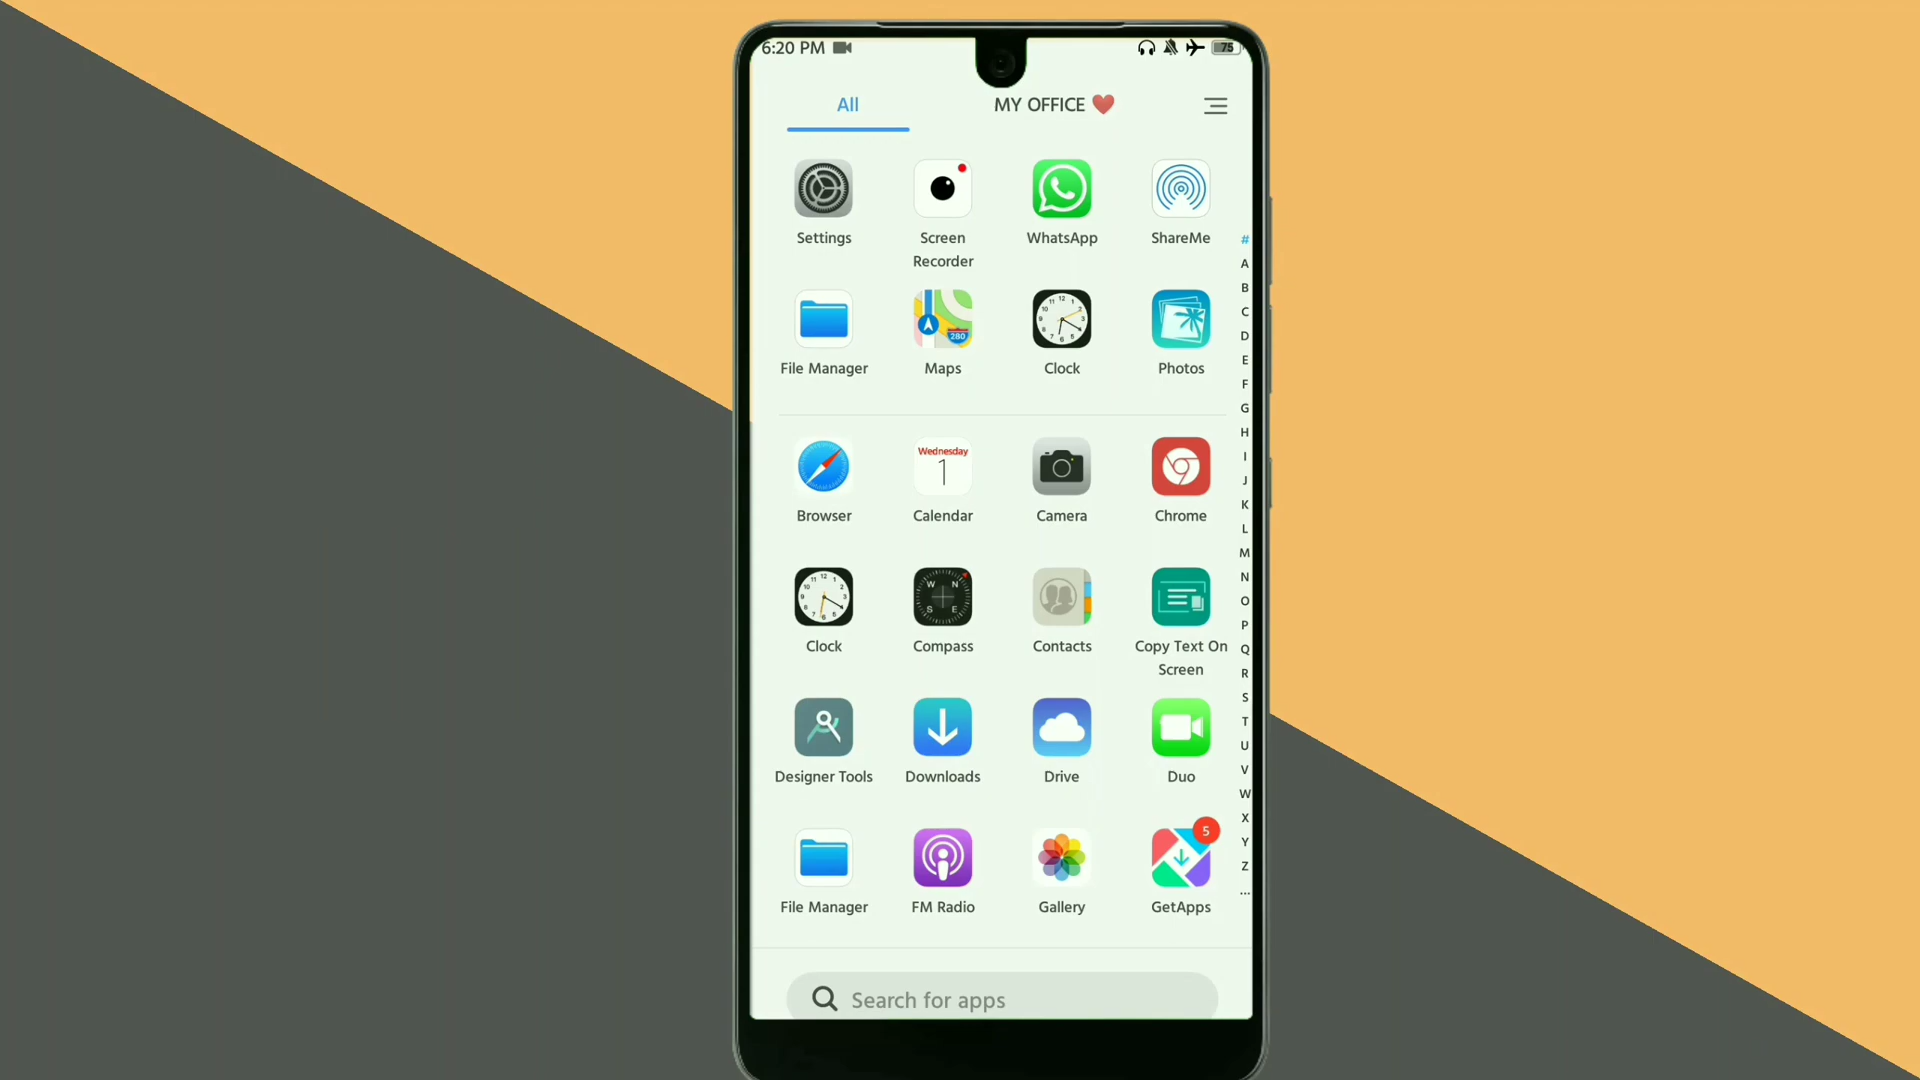 6:20 PM
75
All
MY OFICE ❤️
Settings
Screen
Recorder
WhatsApp
ShareMe
File Manager
Maps
Clock
Photos
280
Browser
Calendar
Camera
Chrome
Wednesday
1
Clock
Compass
Contacts
Copy Text On
Screen
W N
S E
Designer Tools
Downloads
Drive
Duo
5
File Manager
FM Radio
Gallery
GetApps
Search for apps
#
A
B
C
D
E
F
G
H
I
J
K
L
M
N
O
P
Q
R
S
T
U
V
W
X
Y
Z
...